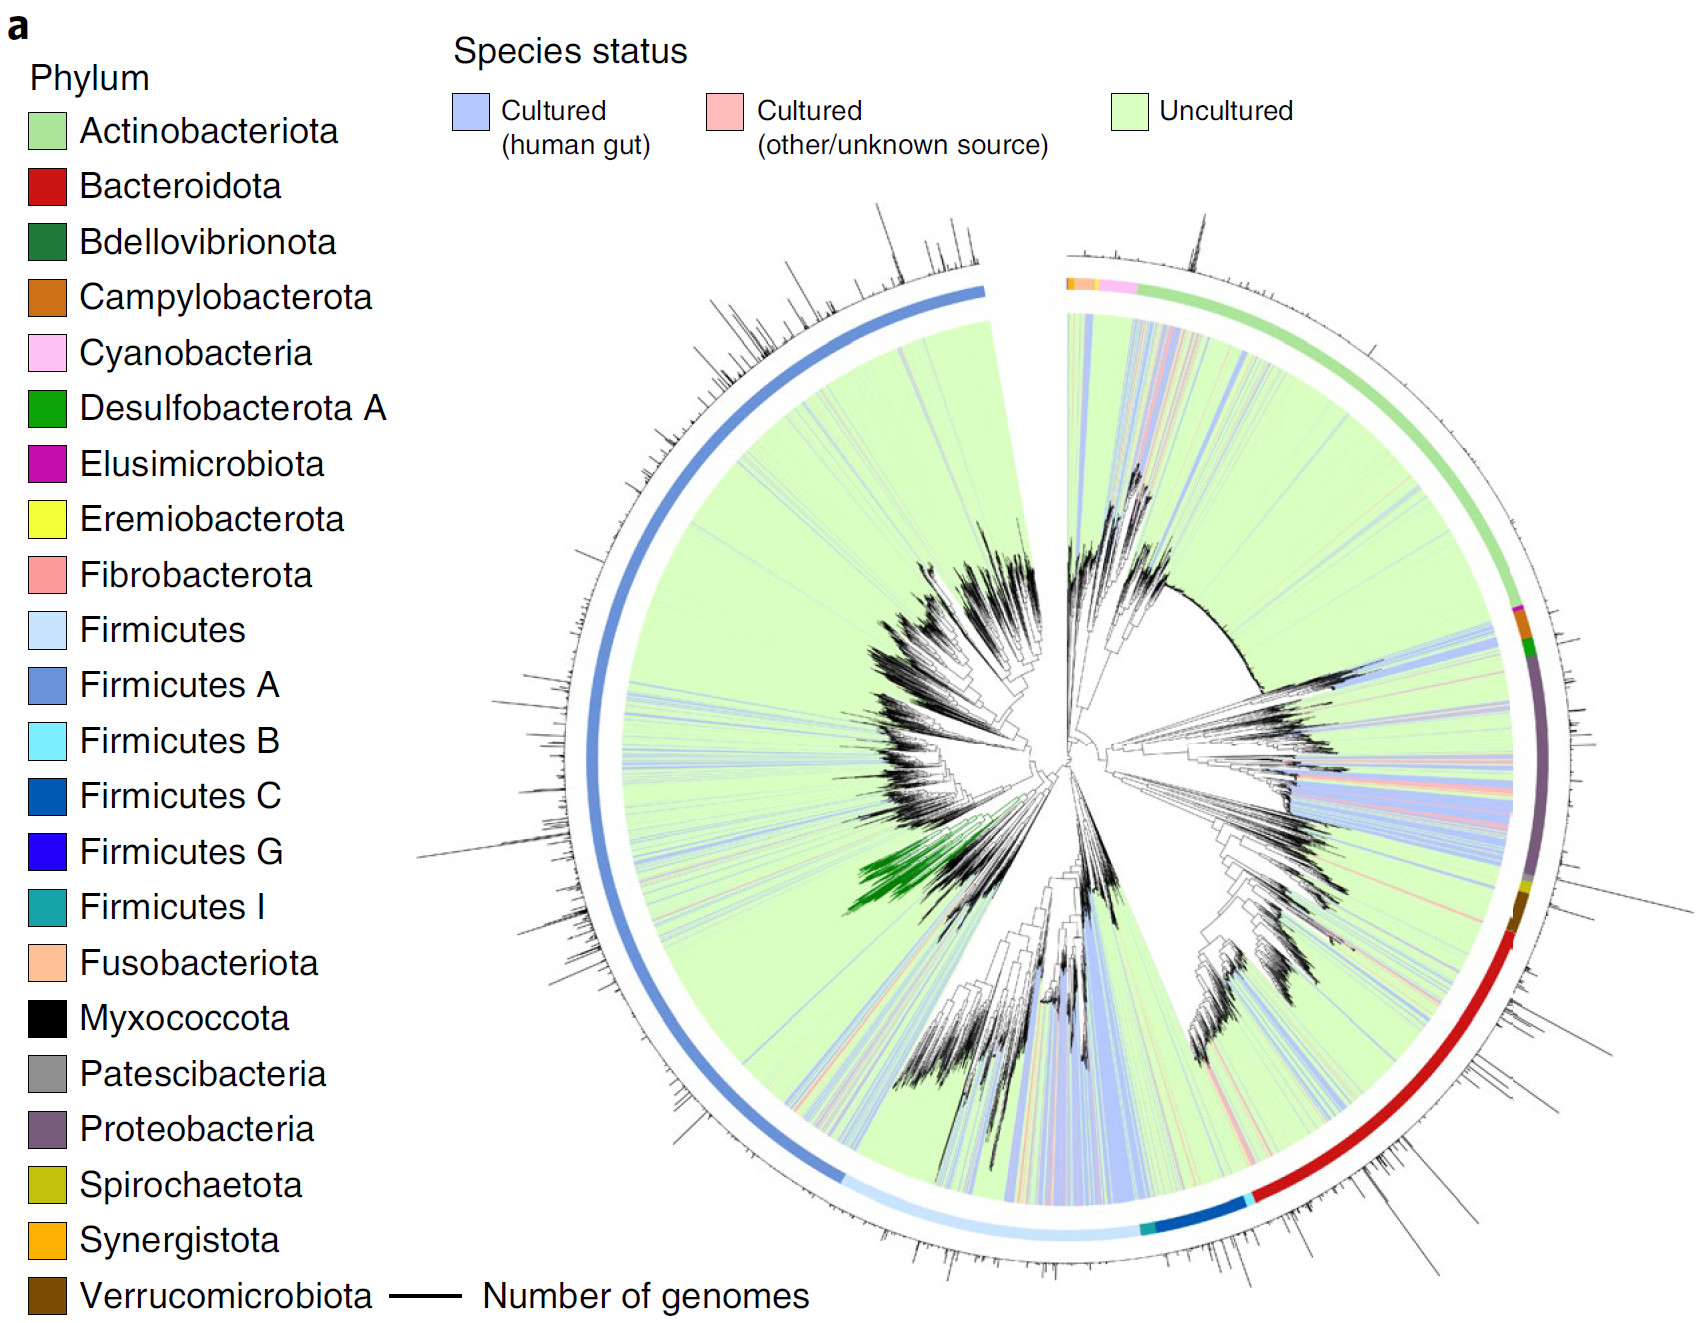 a
Phylum
Actinobacteriota
Bacteroidota
Bdellovibrionota
Campylobacterota
Cyanobacteria
Desulfobacterota A
Elusimicrobiota
Eremiobacterota
Fibrobacterota
Firmicutes
Firmicutes A
Firmicutes B
Firmicutes C
Firmicutes G
Firmicutes I
Fusobacteriota
Myxococcota
Patescibacteria
Proteobacteria
Spirochaetota
Synergistota
Verrucomicrobiota
Number of genomes
Species status
Cultured
(human gut)
Cultured
(other/unknown source)
Uncultured